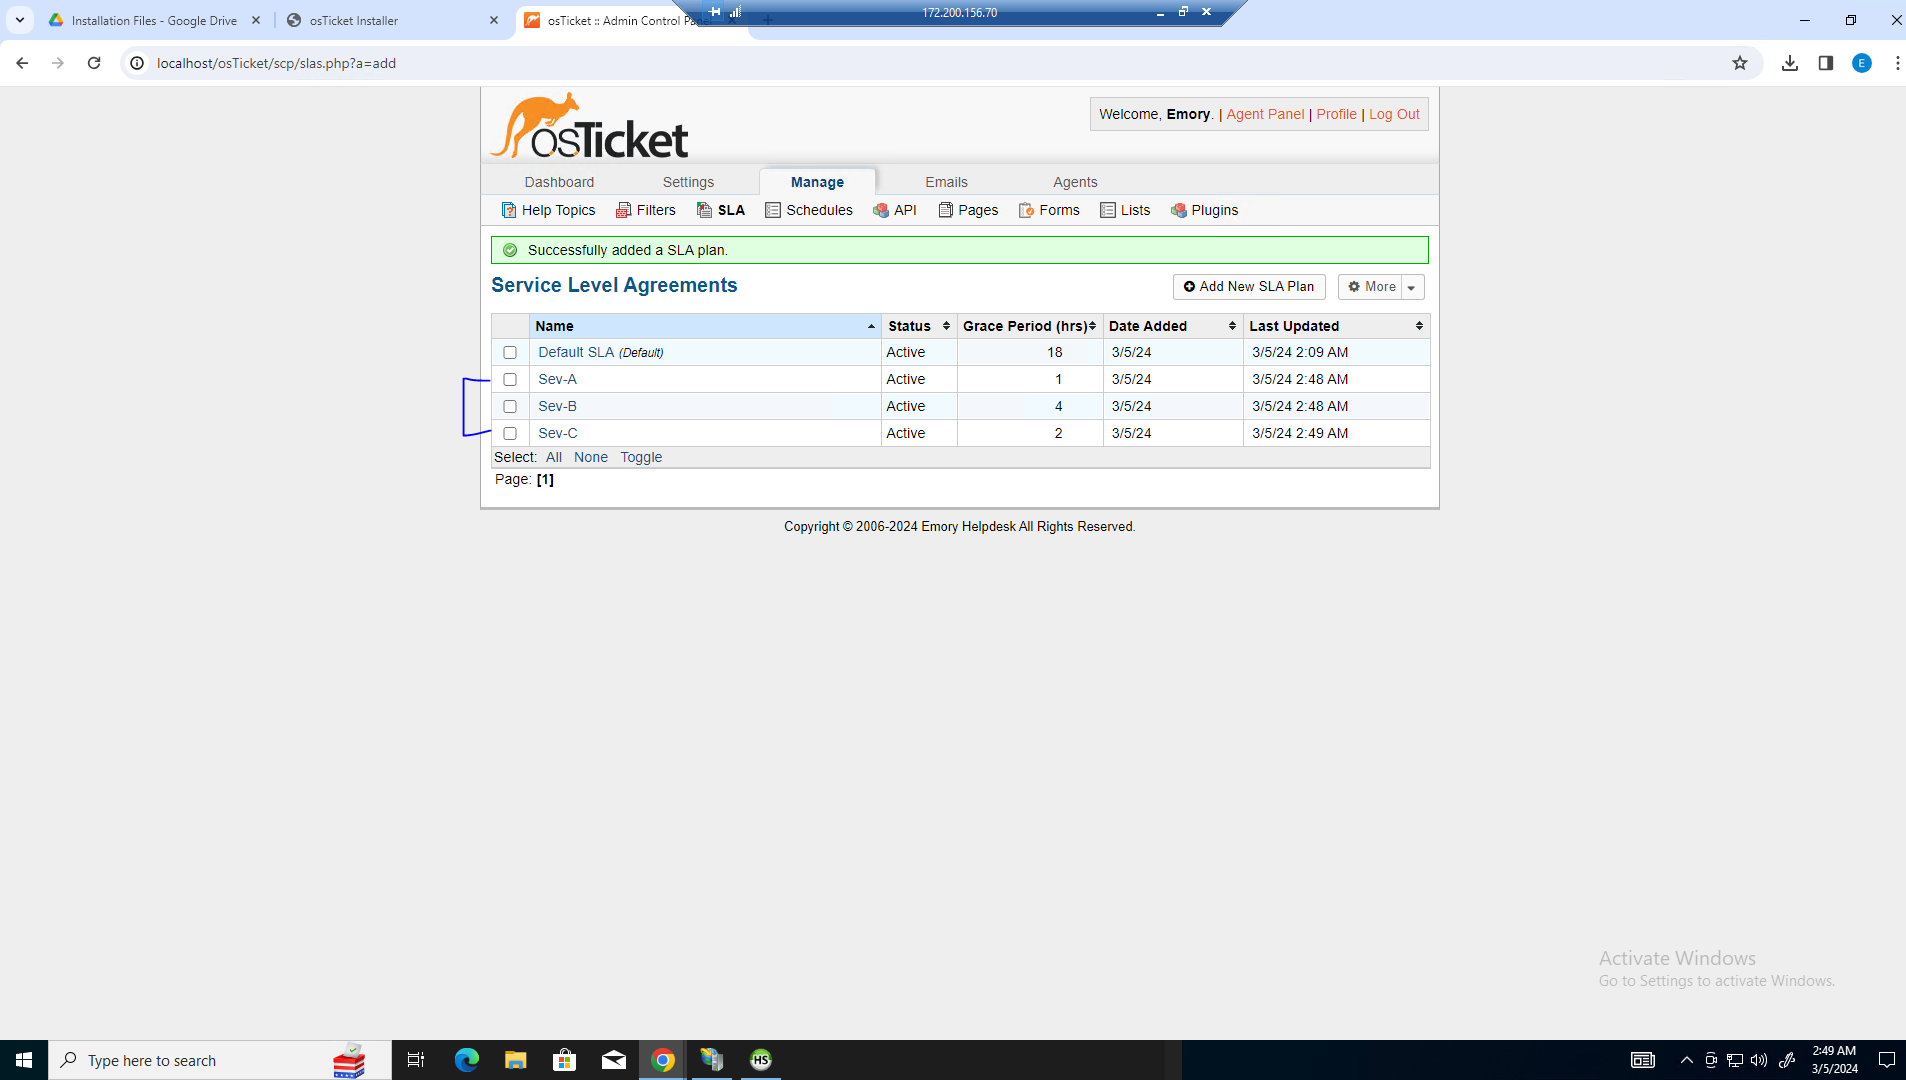 Installation Files - Google Drive
osTicket Installer
osTicket :: Admin Control Panel
172.200.156.70
localhost/osTicket/scp/slas.php?a=add
E
osTicket
Welcome, Emory. | Agent Panel | Profile | Log Out
Dashboard Settings Manage Emails Agents
Help Topics Filters SLA Schedules API Pages Forms Lists Plugins
Successfully added a SLA plan.
Service Level Agreements
Add New SLA Plan More
Name Status Grace Period (hrs) Date Added Last Updated
Default SLA (Default) Active 18 3/5/24 3/5/24 2:09 AM
Sev-A Active 1 3/5/24 3/5/24 2:48 AM
Sev-B Active 4 3/5/24 3/5/24 2:48 AM
Sev-C Active 2 3/5/24 3/5/24 2:49 AM
Select: All None Toggle
Page: [1]
Copyright © 2006-2024 Emory Helpdesk All Rights Reserved.
Activate Windows
Go to Settings to activate Windows.
Type here to search
HS
2:49 AM
3/5/2024